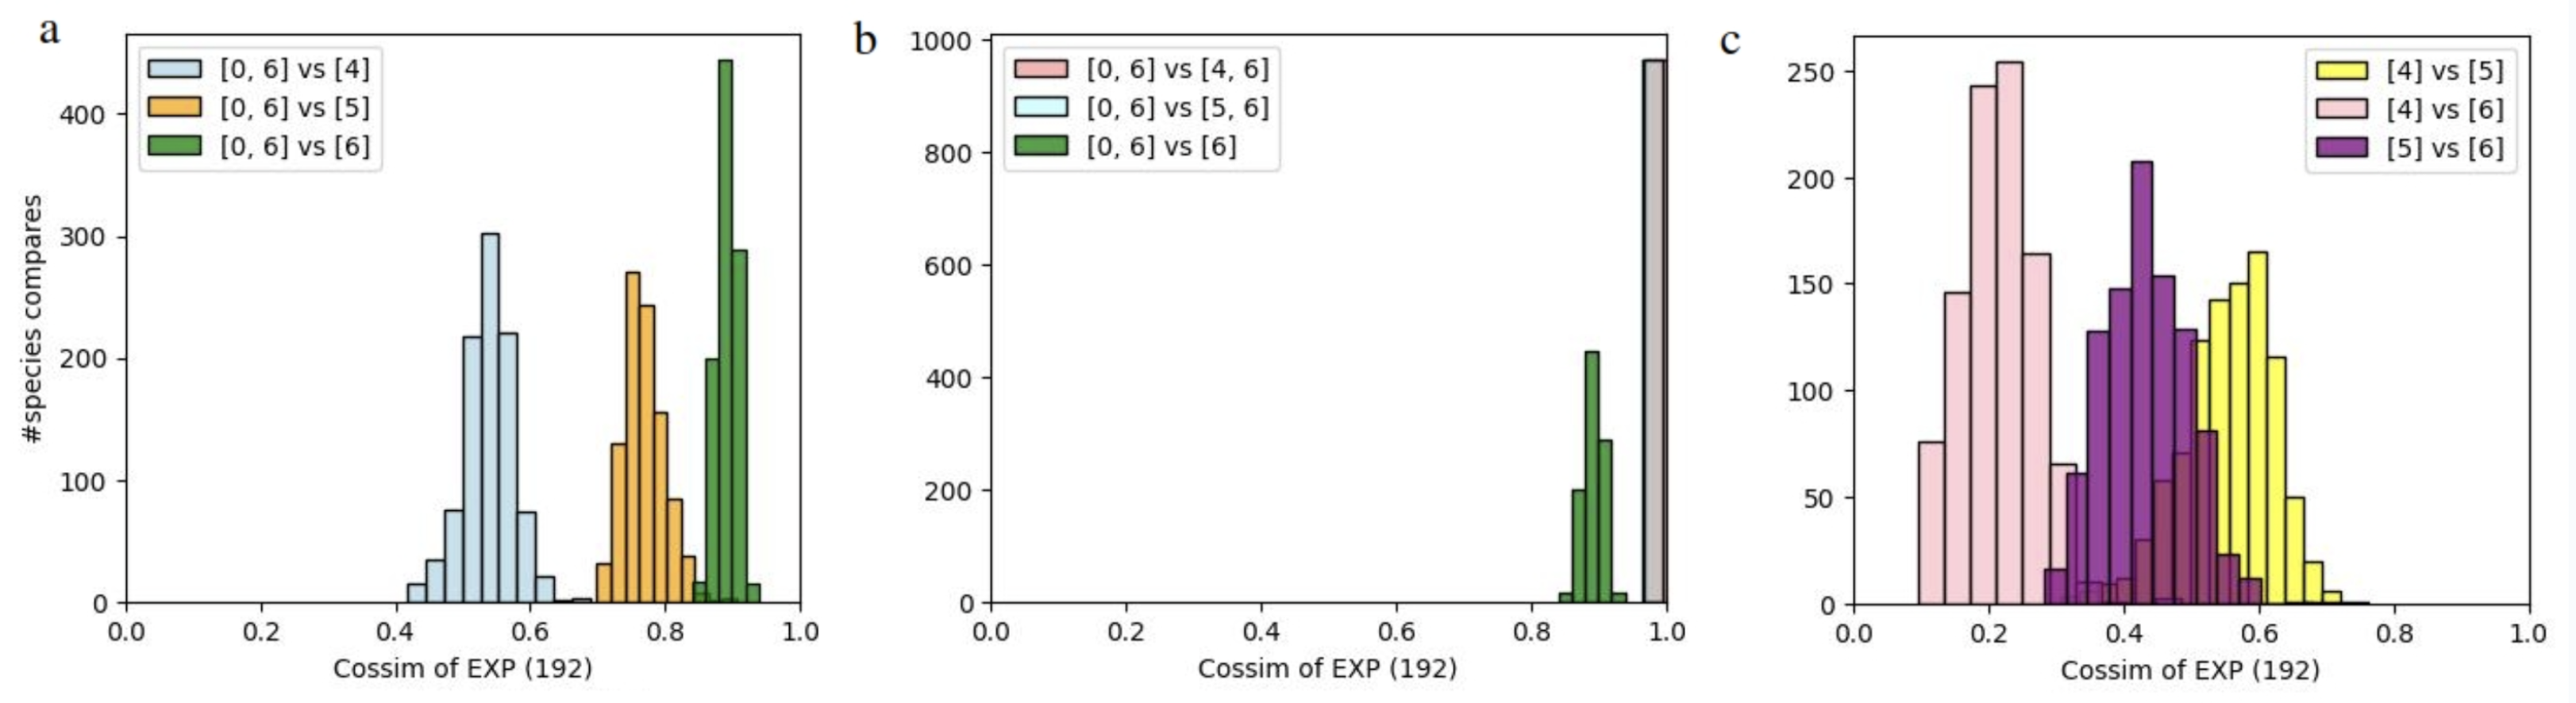 a
[0, 6] vs [4]
[0, 6] vs [5]
[0, 6] vs [6]
#species compares
400
300
200
100
0
0.0 0.2 0.4 0.6 0.8 1.0
Cossim of EXP (192)
b
[0, 6] vs [4, 6]
[0, 6] vs [5, 6]
[0, 6] vs [6]
1000
800
600
400
200
0
0.0 0.2 0.4 0.6 0.8 1.0
Cossim of EXP (192)
c
[4] vs [5]
[4] vs [6]
[5] vs [6]
250
200
150
100
50
0
0.0 0.2 0.4 0.6 0.8 1.0
Cossim of EXP (192)